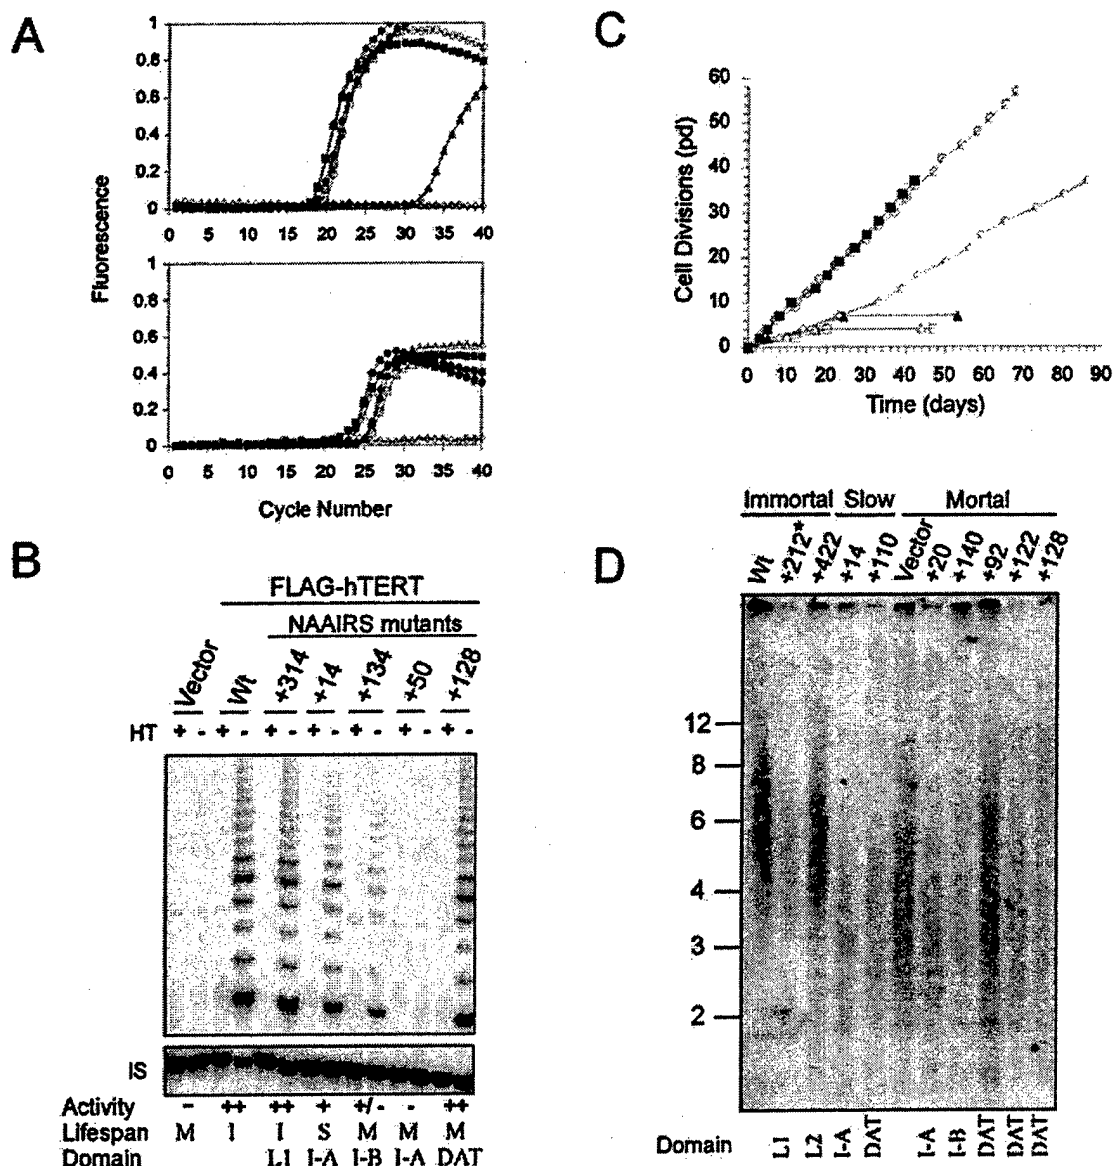 A
1
0.8
0.6
0.4
0.2
0
0 5 10 15 20 25 30 35 40
1
0.8
0.6
0.4
0.2
0
0 5 10 15 20 25 30 35 40
Fluorescence
Cycle Number
B
FLAG-hTERT
NAAIRS mutants
Vector Wt +314 +14 +134 +50 +128
HT + - + - + - + - + - + - + -
IS
Activity - ++ ++ + +/- - ++
Lifespan M I I S M M M
Domain L1 I-A I-B I-A DAT
C
60
50
40
30
20
10
0
0 10 20 30 40 50 60 70 80 90
Cell Divisions (pd)
Time (days)
D
Immortal Slow Mortal
Wt +212* +422 +14 +110 Vector +20 +140 +92 +122 +128
12
8
6
4
3
2
Domain L1 L2 I-A DAT I-A I-B DAT DAT DAT